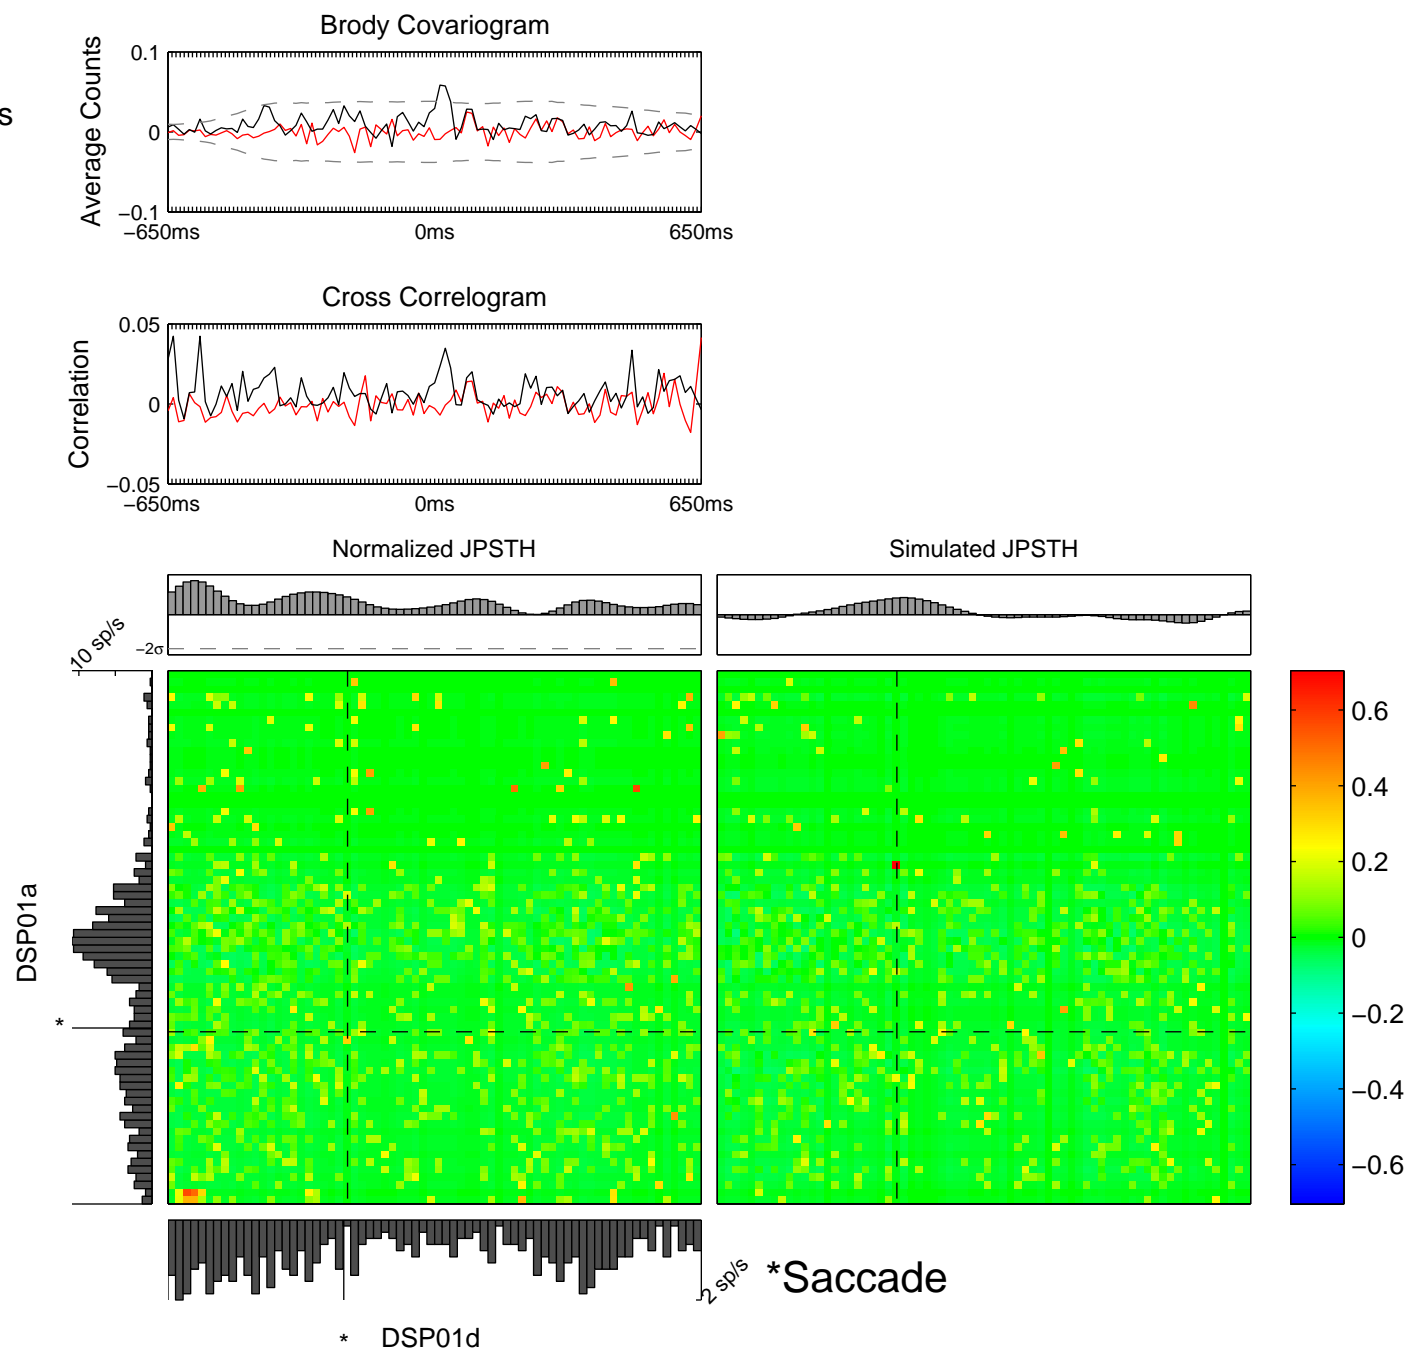 Brody Covariogram
Average Counts
0.1
0
−0.1
−650ms 0ms 650ms
s
Cross Correlogram
Correlation
0.05
0
−0.05
−650ms 0ms 650ms
Normalized JPSTH
Simulated JPSTH
10 sp/s
−2σ
DSP01a
*
0.6
0.4
0.2
0
−0.2
−0.4
−0.6
2 sp/s
*Saccade
* DSP01d